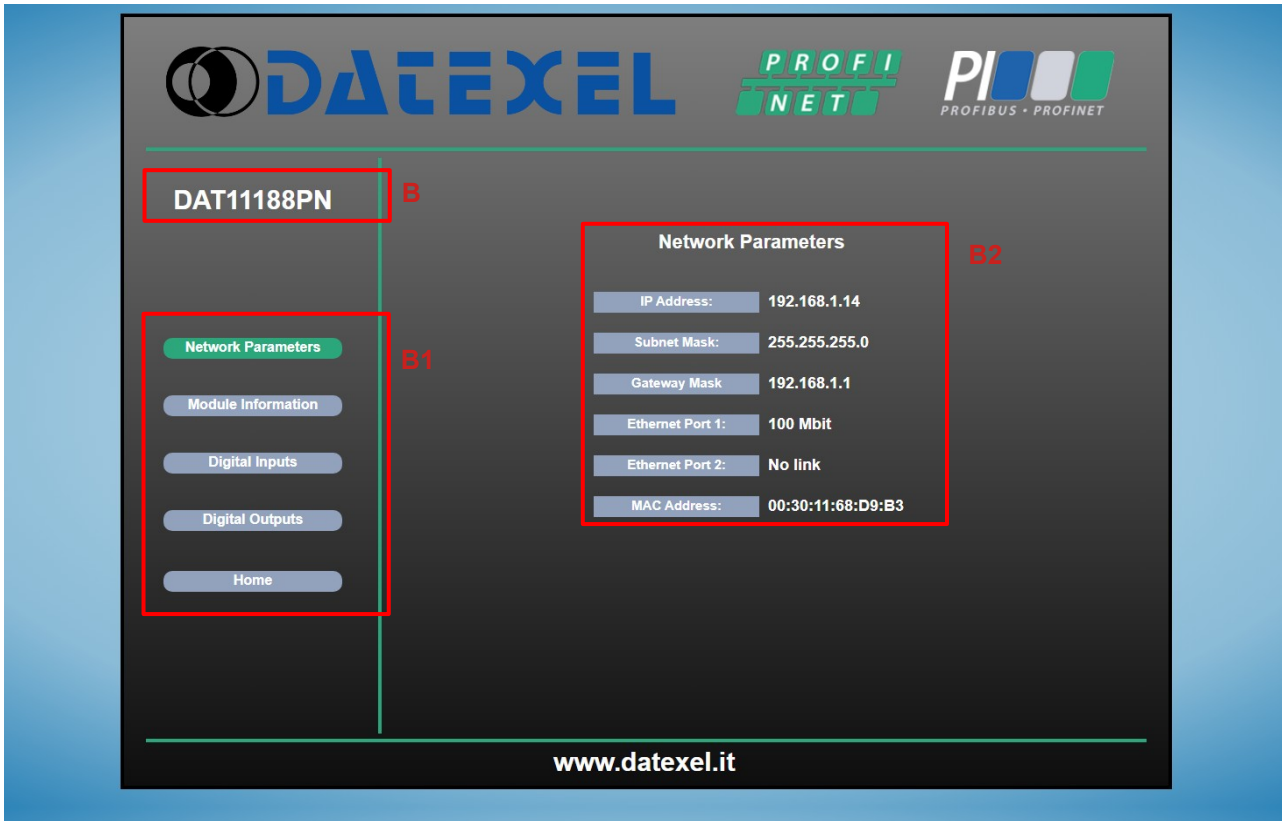 DATEXEL
PROFI
NET
PI
PROFIBUS • PROFINET
DAT11188PN
B
Network Parameters
B2
IP Address: 192.168.1.14
Subnet Mask: 255.255.255.0
Gateway Mask 192.168.1.1
Ethernet Port 1: 100 Mbit
Ethernet Port 2: No link
MAC Address: 00:30:11:68:D9:B3
Network Parameters
B1
Module Information
Digital Inputs
Digital Outputs
Home
www.datexel.it